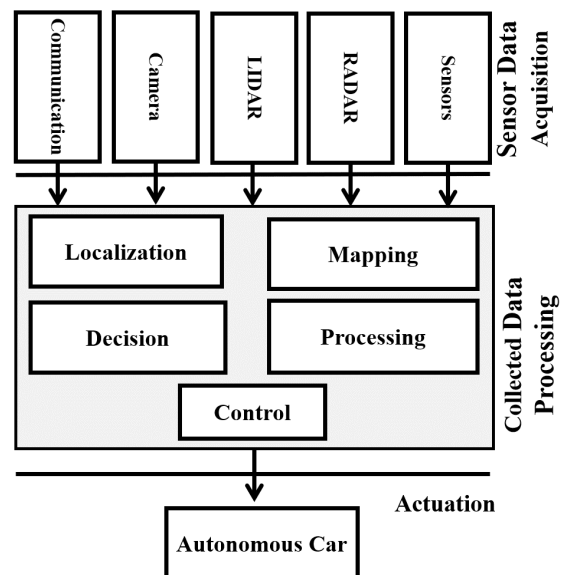 Communication
Camera
LIDAR
RADAR
Sensors
Sensor Data
Acquisition
Localization
Mapping
Decision
Processing
Control
Collected Data
Processing
Actuation
Autonomous Car